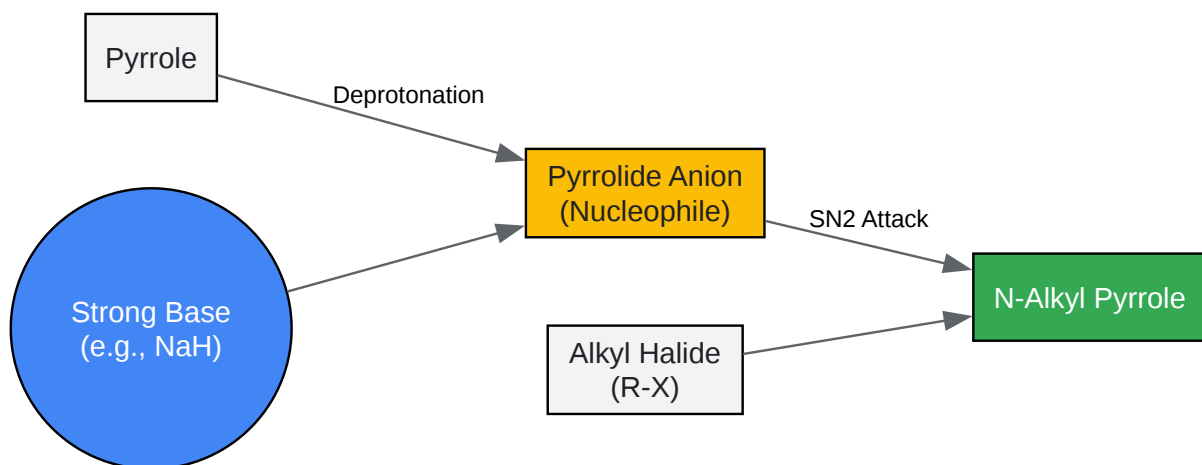 Pyrrole
Deprotonation
Pyrrolide Anion
(Nucleophile)
SN2 Attack
Strong Base
(e.g., NaH)
N-Alkyl Pyrrole
Alkyl Halide
(R-X)